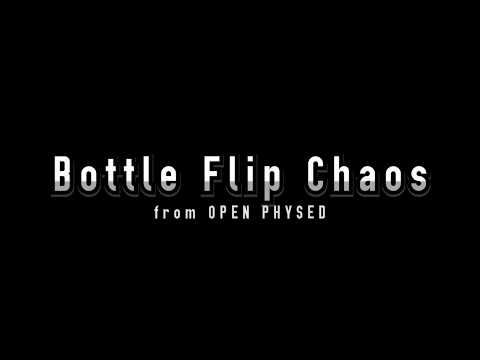 Bottle Flip Chaos
from OPEN PHYSED